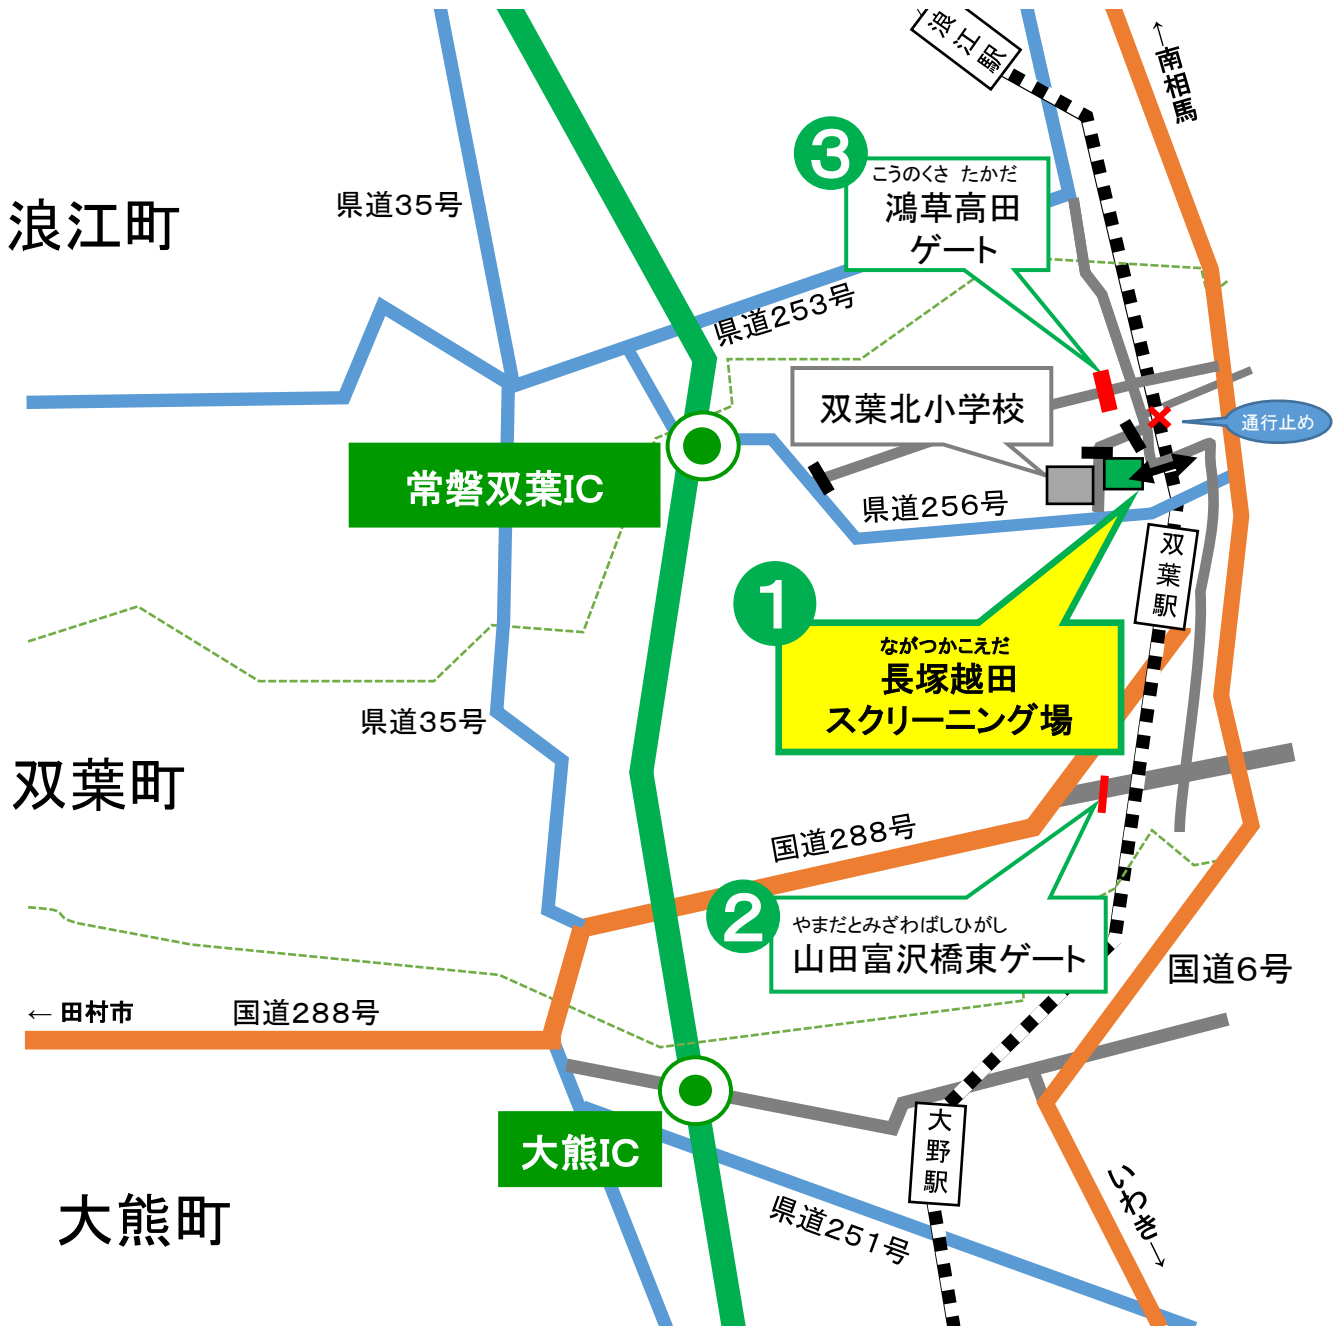 浪江駅
←南相馬
3
こうのくさ たかだ
鴻草高田
ゲート
県道35号
浪江町
県道253号
双葉北小学校
通行止め
常磐双葉IC
県道256号
双葉駅
1
ながつかこえだ
長塚越田
スクリーニング場
県道35号
双葉町
国道288号
2
やまだとみざわばしひがし
山田富沢橋東ゲート
国道6号
← 田村市
国道288号
大熊IC
大野駅
いわき→
県道251号
大熊町